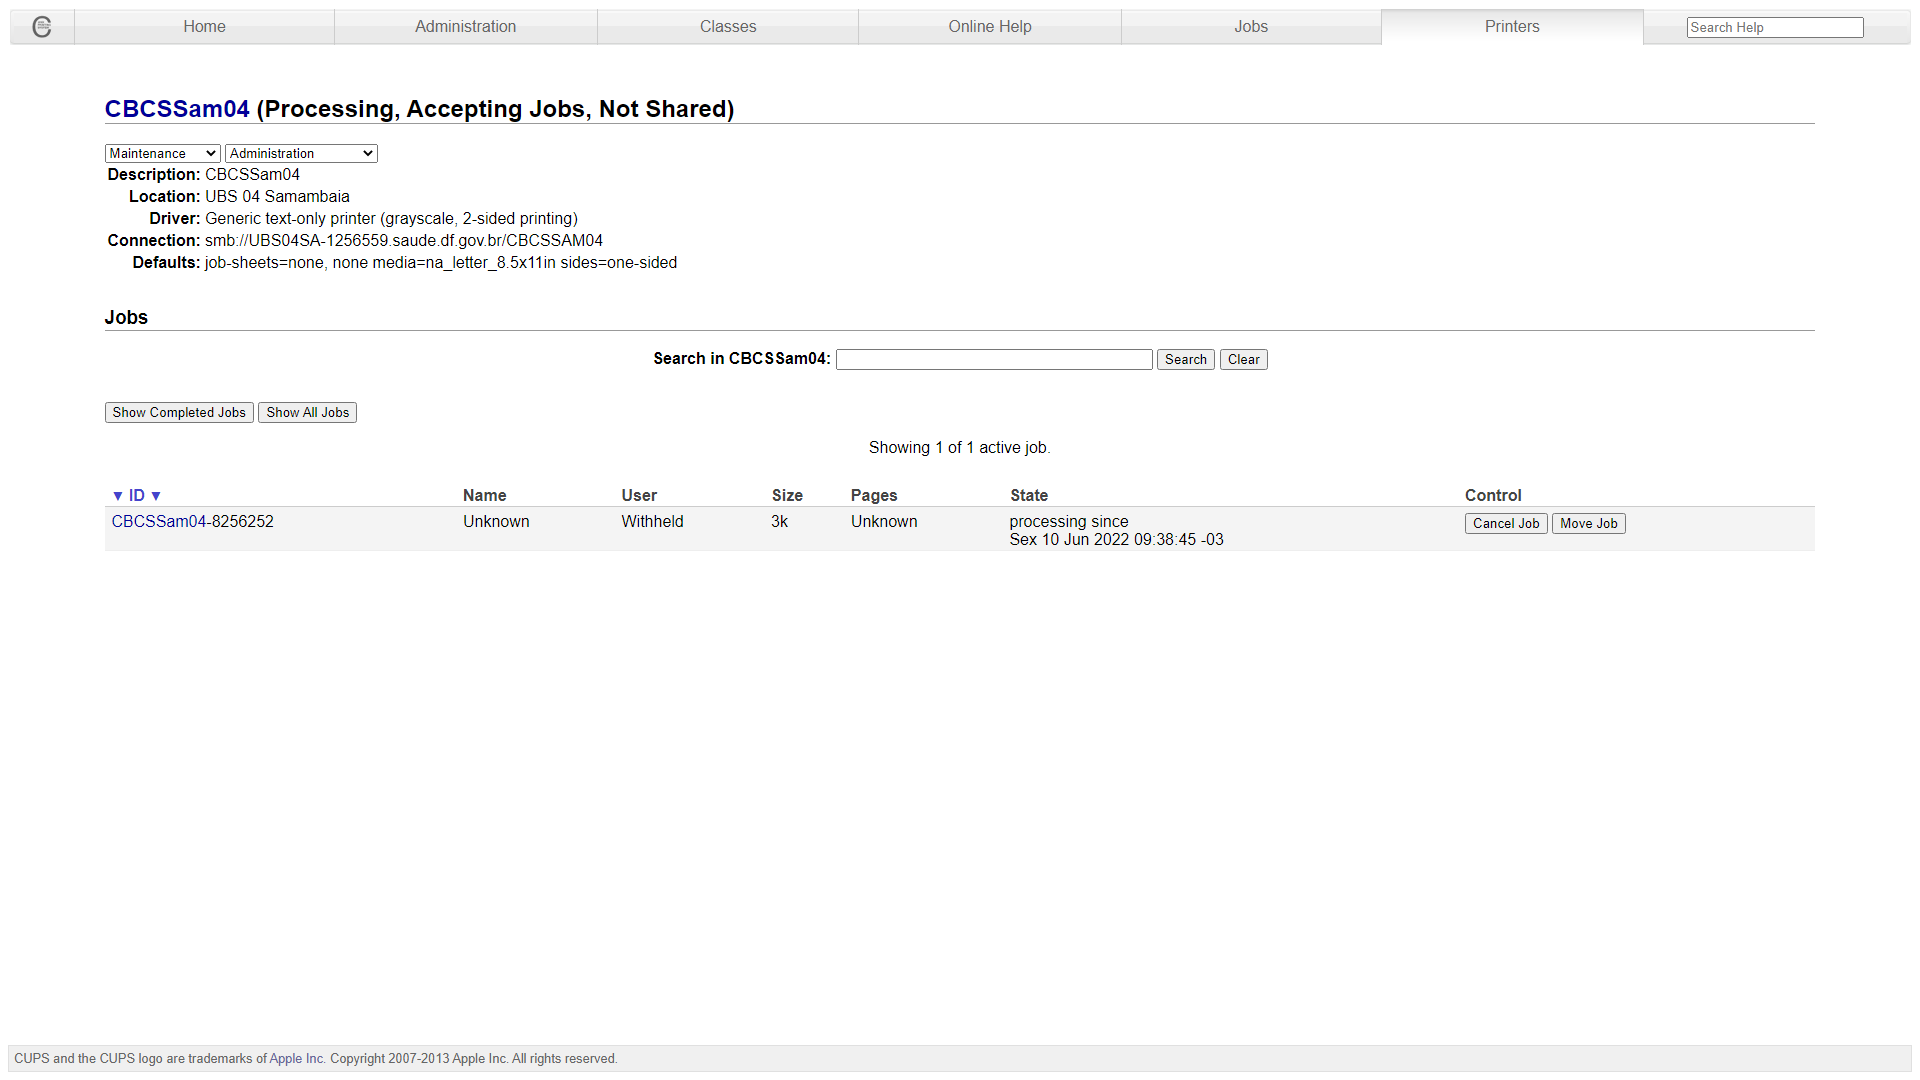 Home Administration Classes Online Help Jobs Printers Search Help
CBCSSam04 (Processing, Accepting Jobs, Not Shared)
Maintenance Administration
Description: CBCSSam04
Location: UBS 04 Samambaia
Driver: Generic text-only printer (grayscale, 2-sided printing)
Connection: smb://UBS04SA-1256559.saude.df.gov.br/CBCSSAM04
Defaults: job-sheets=none, none media=na_letter_8.5x11in sides=one-sided
Jobs
Search in CBCSSam04: Search Clear
Show Completed Jobs Show All Jobs
Showing 1 of 1 active job.
▼ ID ▼ Name User Size Pages State Control
CBCSSam04-8256252 Unknown Withheld 3k Unknown processing since Cancel Job Move Job
Sex 10 Jun 2022 09:38:45 -03
CUPS and the CUPS logo are trademarks of Apple Inc. Copyright 2007-2013 Apple Inc. All rights reserved.